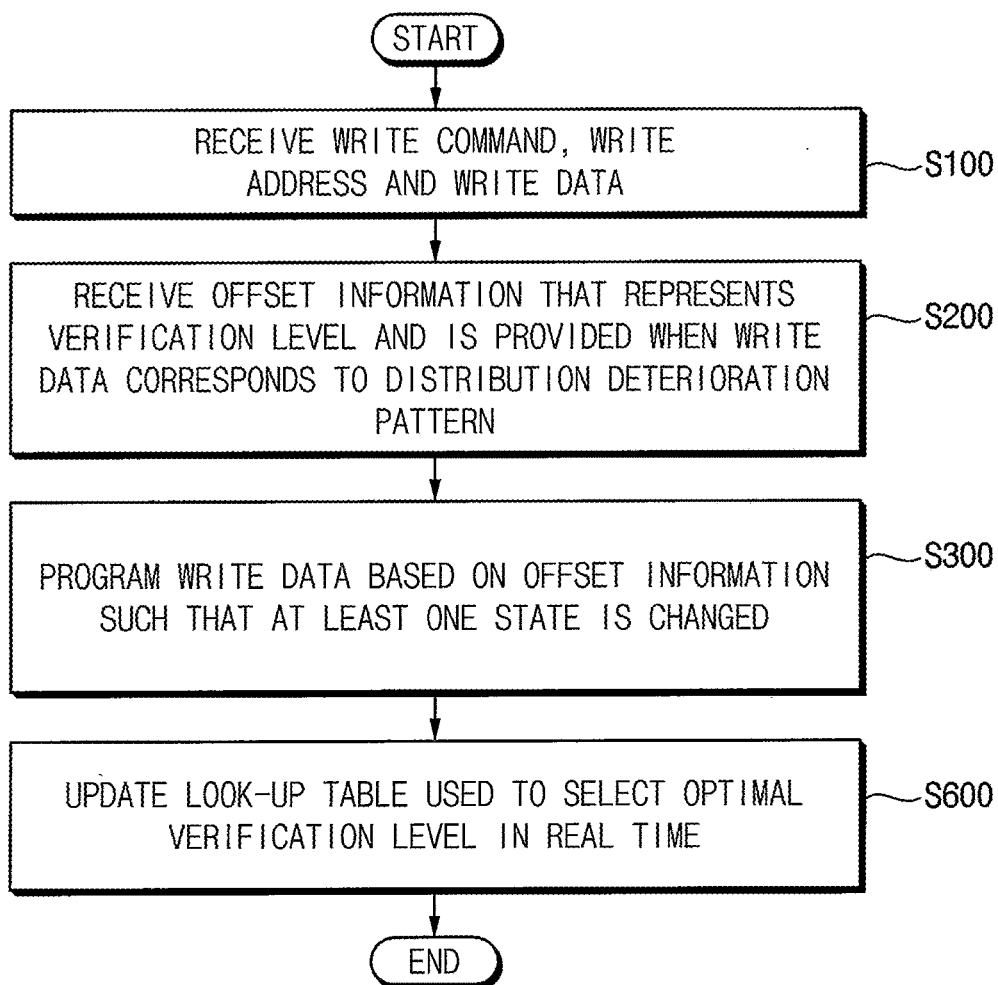 START
RECEIVE WRITE COMMAND, WRITE
ADDRESS AND WRITE DATA
S100
RECEIVE OFFSET INFORMATION THAT REPRESENTS
VERIFICATION LEVEL AND IS PROVIDED WHEN WRITE
DATA CORRESPONDS TO DISTRIBUTION DETERIORATION
PATTERN
S200
PROGRAM WRITE DATA BASED ON OFFSET INFORMATION
SUCH THAT AT LEAST ONE STATE IS CHANGED
S300
UPDATE LOOK-UP TABLE USED TO SELECT OPTIMAL
VERIFICATION LEVEL IN REAL TIME
S600
END